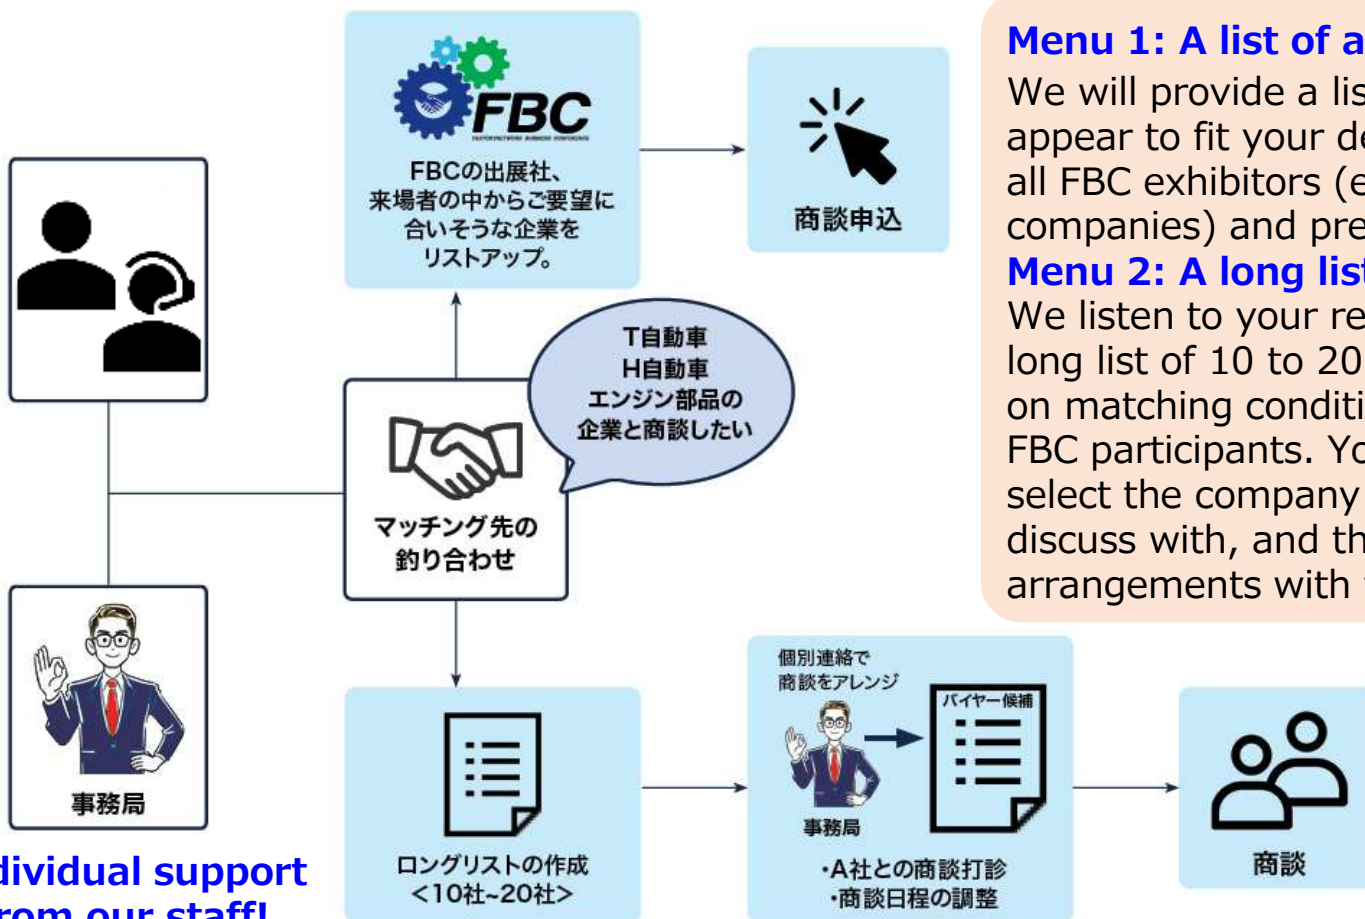 FBC
FBCの出展社、
来場者の中からご要望に
合いそうな企業を
リストアップ。
商談申込
T自動車
H自動車
エンジン部品の
企業と商談したい
マッチング先の
釣り合わせ
事務局
ロングリストの作成
<10社~20社>
個別連絡で
商談をアレンジ
バイヤー候補
事務局
・A社との商談打診
・商談日程の調整
商談
dividual support
rom our staff!
Menu 1: A list of a
We will provide a lis
appear to fit your de
all FBC exhibitors (e
companies) and pre
Menu 2: A long list
We listen to your re
long list of 10 to 20
on matching conditi
FBC participants. Yo
select the company
discuss with, and th
arrangements with